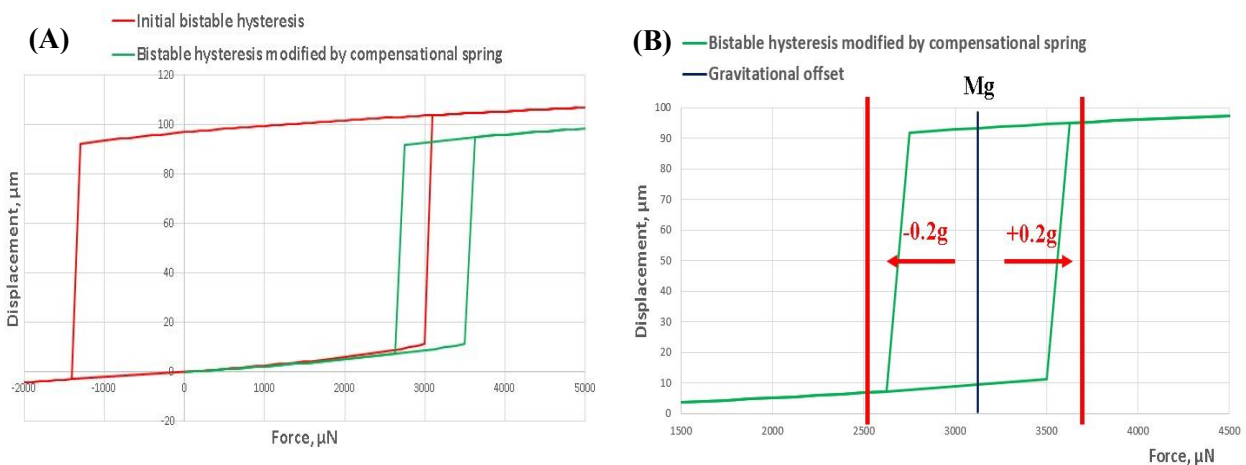 (A)
Initial bistable hysteresis
Bistable hysteresis modified by compensational spring
Displacement, µm
120
100
80
60
40
20
0
-20
-2000 -1000 0 1000 2000 3000 4000 5000
Force, µN
(B)
Bistable hysteresis modified by compensational spring
Gravitational offset
Mg
Displacement, µm
100
90
80
70
60
50
40
30
20
10
0
-0.2g
+0.2g
1500 2000 2500 3000 3500 4000 4500
Force, µN